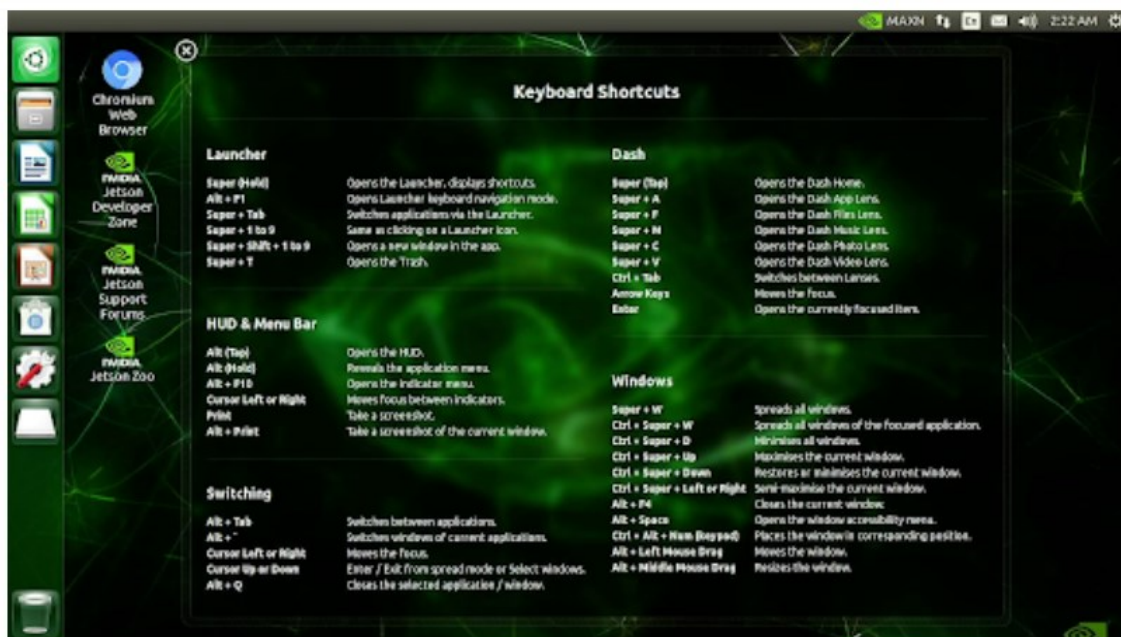 MAXN En 2:22 AM
Chromium
Web
Browser
NVIDIA.
Jetson
Developer
Zone
NVIDIA.
Jetson
Support
Forums
NVIDIA.
Jetson Zoo
Keyboard Shortcuts
Launcher
Super (Hold) Opens the Launcher, displays shortcuts.
Alt + F1 Opens Launcher keyboard navigation mode.
Super + Tab Switches applications via the Launcher.
Super + 1 to 9 Same as clicking on a Launcher icon.
Super + Shift + 1 to 9 Opens a new window in the app.
Super + T Opens the Trash.
HUD & Menu Bar
Alt (Tap) Opens the HUD.
Alt (Hold) Reveals the application menu.
Alt + F10 Opens the indicator menu.
Cursor Left or Right Moves focus between indicators.
Print Take a screenshot.
Alt + Print Take a screenshot of the current window.
Switching
Alt + Tab Switches between applications.
Alt + ` Switches windows of current applications.
Cursor Left or Right Moves the focus.
Cursor Up or Down Enter / Exit from spread mode or Select windows.
Alt + Q Closes the selected application / window.
Dash
Super (Tap) Opens the Dash Home.
Super + A Opens the Dash App Lens.
Super + F Opens the Dash Files Lens.
Super + M Opens the Dash Music Lens.
Super + C Opens the Dash Photo Lens.
Super + V Opens the Dash Video Lens.
Ctrl + Tab Switches between Lenses.
Arrow Keys Moves the focus.
Enter Opens the currently focused item.
Windows
Super + W Spreads all windows.
Ctrl + Super + W Spreads all windows of the focused application.
Ctrl + Super + D Minimises all windows.
Ctrl + Super + Up Maximises the current window.
Ctrl + Super + Down Restores or minimises the current window.
Ctrl + Super + Left or Right Semi-maximise the current window.
Alt + F4 Closes the current window.
Alt + Space Opens the window accessibility menu.
Ctrl + Alt + Num (keypad) Places the window in corresponding position.
Alt + Left Mouse Drag Moves the window.
Alt + Middle Mouse Drag Resizes the window.